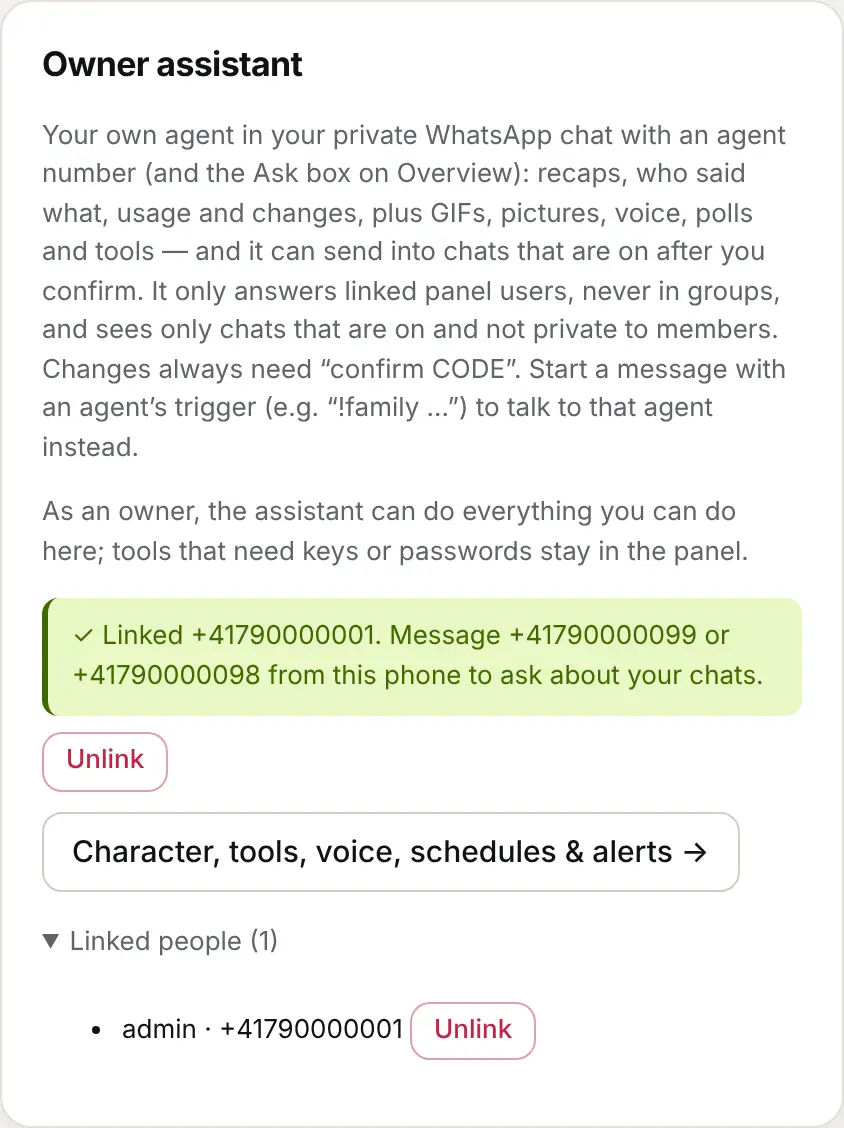 Owner assistant
Your own agent in your private WhatsApp chat with an agent
number (and the Ask box on Overview): recaps, who said
what, usage and changes, plus GIFs, pictures, voice, polls
and tools — and it can send into chats that are on after you
confirm. It only answers linked panel users, never in groups,
and sees only chats that are on and not private to members.
Changes always need “confirm CODE”. Start a message with
an agent’s trigger (e.g. “!family …”) to talk to that agent
instead.
As an owner, the assistant can do everything you can do
here; tools that need keys or passwords stay in the panel.
✓ Linked +41790000001. Message +41790000099 or
+41790000098 from this phone to ask about your chats.
Unlink
Character, tools, voice, schedules & alerts →
▼ Linked people (1)
• admin · +41790000001 Unlink